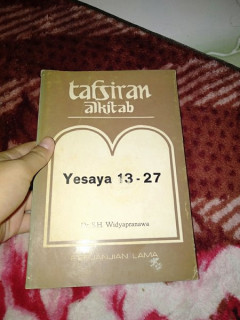 tafsiran
alkitab
Yesaya 13-27
S.H. Widyapranawa
PERJANJIAN LAMA